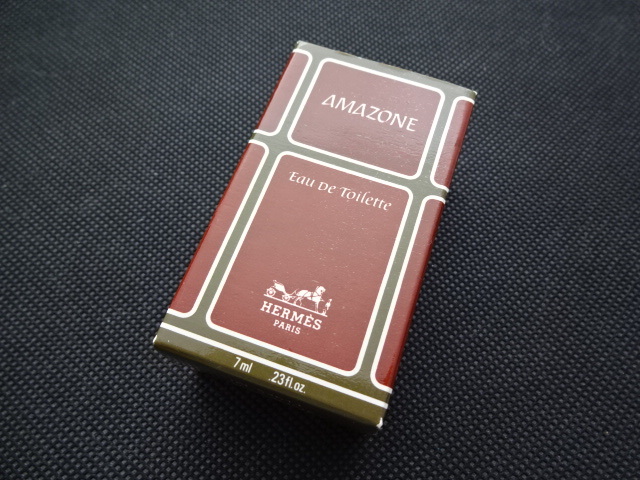 AMAZONE
Eau de Toilette
HERMÈS
PARIS
7ml .23fl.oz.